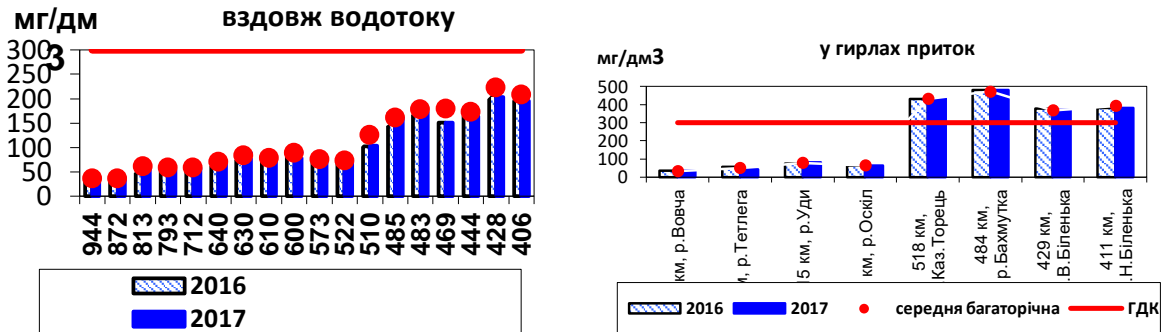 мг/дм
3
вздовж водотоку
300
250
200
150
100
50
0
944
872
813
793
712
640
630
610
600
573
522
510
485
483
469
444
428
406
2016
2017
мг/дм3
у гирлах приток
500
400
300
200
100
0
км, р.Вовча
м, р.Тетлега
км, р.Уди
км, р.Оскіл
518 км,
.Каз.Торець
484 км,
р.Бахмутка
429 км,
.В.Біленька
411 км,
.Н.Біленька
2016 2017 середня багаторічна ГДК